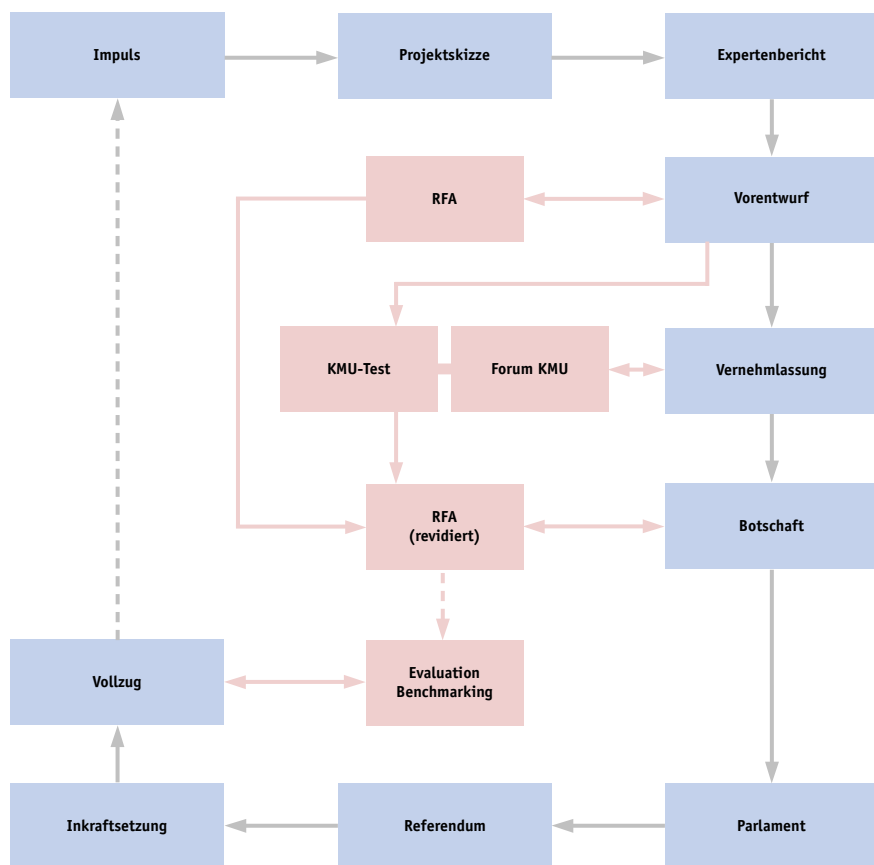 Impuls
Projektskizze
Expertenbericht
RFA
Vorentwurf
KMU-Test
Forum KMU
Vernehmlassung
RFA
(revidiert)
Botschaft
Vollzug
Evaluation
Benchmarking
Inkraftsetzung
Referendum
Parlament